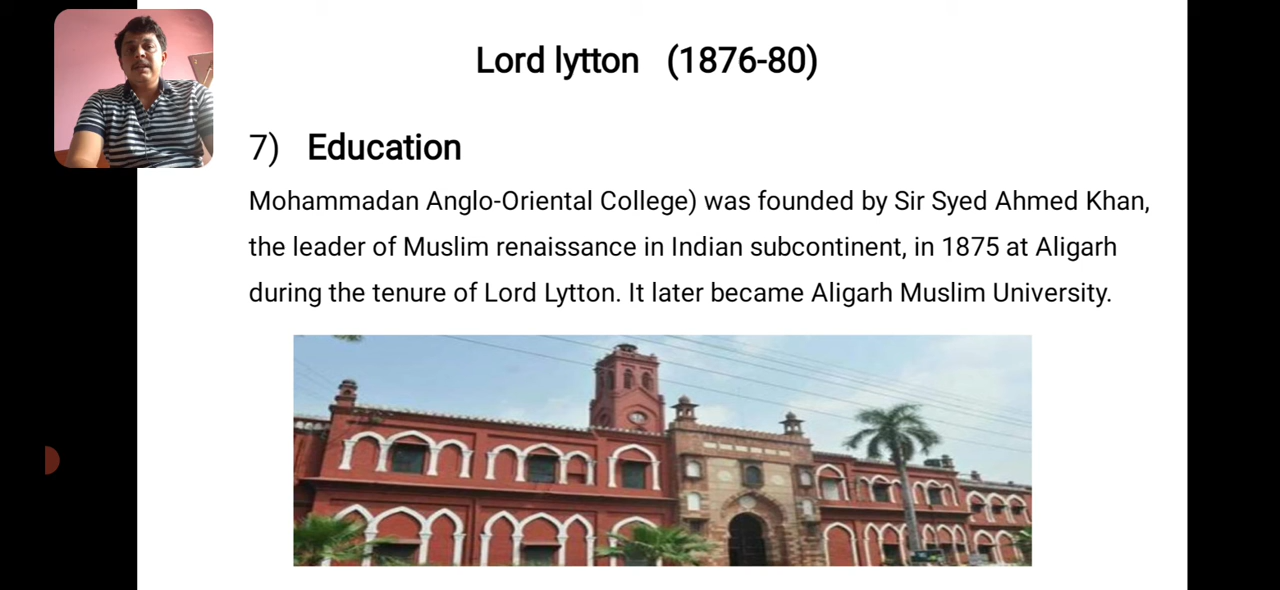 Lord lytton (1876-80)
7) Education
Mohammadan Anglo-Oriental College) was founded by Sir Syed Ahmed Khan,
the leader of Muslim renaissance in Indian subcontinent, in 1875 at Aligarh
during the tenure of Lord Lytton. It later became Aligarh Muslim University.